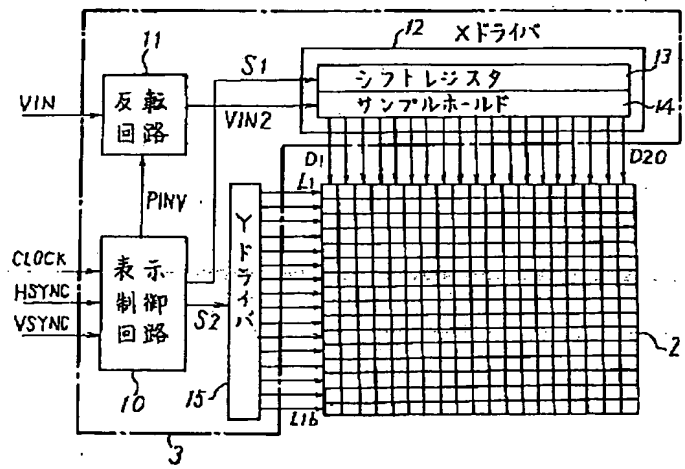 12
Xドライバ
11
S1
13
シフトレジスタ
VIN
反転
回路
サンプルホールド
14
VIN2
D1
D20
L1
PINV
Yドライバ
CLOCK
表示
制御
回路
HSYNC
S2
VSYNC
2
10
15
L16
3